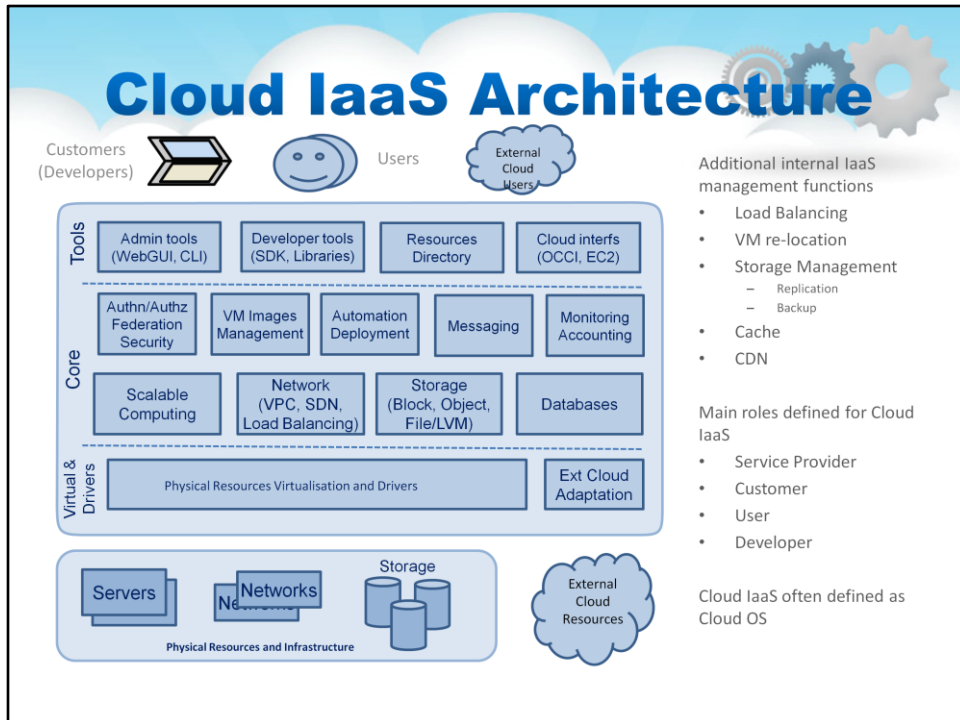 Cloud IaaS Architecture
Customers
(Developers)
Users
External
Cloud
Users
Tools
Admin tools
(WebGUI, CLI)
Developer tools
(SDK, Libraries)
Resources
Directory
Cloud interfs
(OCCI, EC2)
Core
Authn/Authz
Federation
Security
VM Images
Management
Automation
Deployment
Messaging
Monitoring
Accounting
Scalable
Computing
Network
(VPC, SDN,
Load Balancing)
Storage
(Block, Object,
File/LVM)
Databases
Virtual &
Drivers
Physical Resources Virtualisation and Drivers
Ext Cloud
Adaptation
Servers
Networks
Networks
Storage
Physical Resources and Infrastructure
External
Cloud
Resources
Additional internal IaaS
management functions
• Load Balancing
• VM re-location
• Storage Management
– Replication
– Backup
• Cache
• CDN
Main roles defined for Cloud
IaaS
• Service Provider
• Customer
• User
• Developer
Cloud IaaS often defined as
Cloud OS